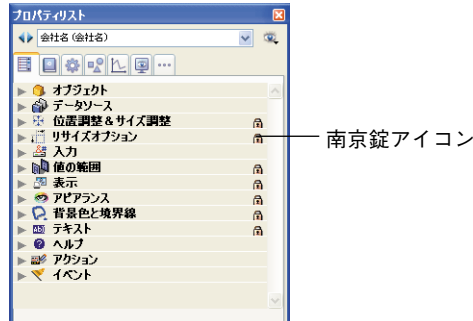 プロパティリスト
会社名 (会社名)
オブジェクト
データソース
位置調整＆サイズ調整
リサイズオプション
南京錠アイコン
入力
値の範囲
表示
アピアランス
背景色と境界線
テキスト
ヘルプ
アクション
イベント